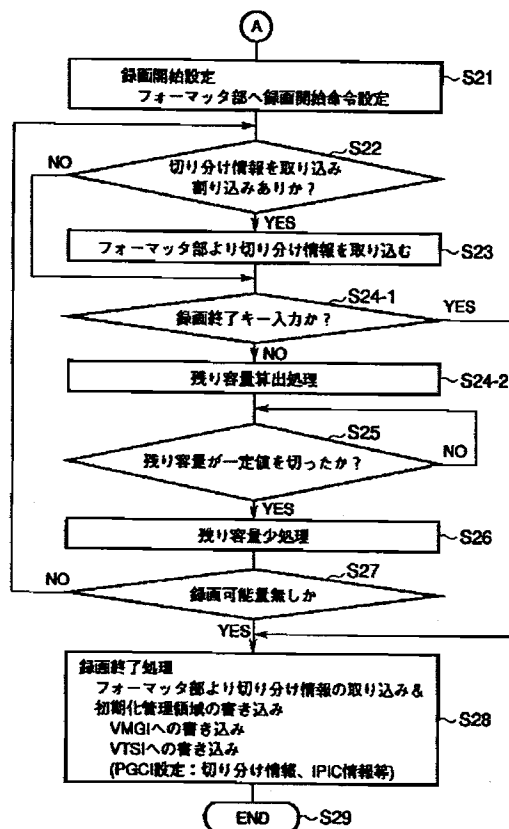 A
録画開始設定
フォーマッタ部へ録画開始命令設定
S21
S22
NO
切り分け情報を取り込み
割り込みありか？
YES
フォーマッタ部より切り分け情報を取り込む
S23
S24-1
YES
録画終了キー入力か？
NO
残り容量算出処理
S24-2
S25
NO
残り容量が一定値を切ったか？
YES
残り容量少処理
S26
S27
NO
録画可能量無しか
YES
録画終了処理
フォーマッタ部より切り分け情報の取り込み＆
初期化管理領域の書き込み
VMGIへの書き込み
VTSIへの書き込み
(PGCI設定：切り分け情報、IPIC情報等)
S28
END
S29